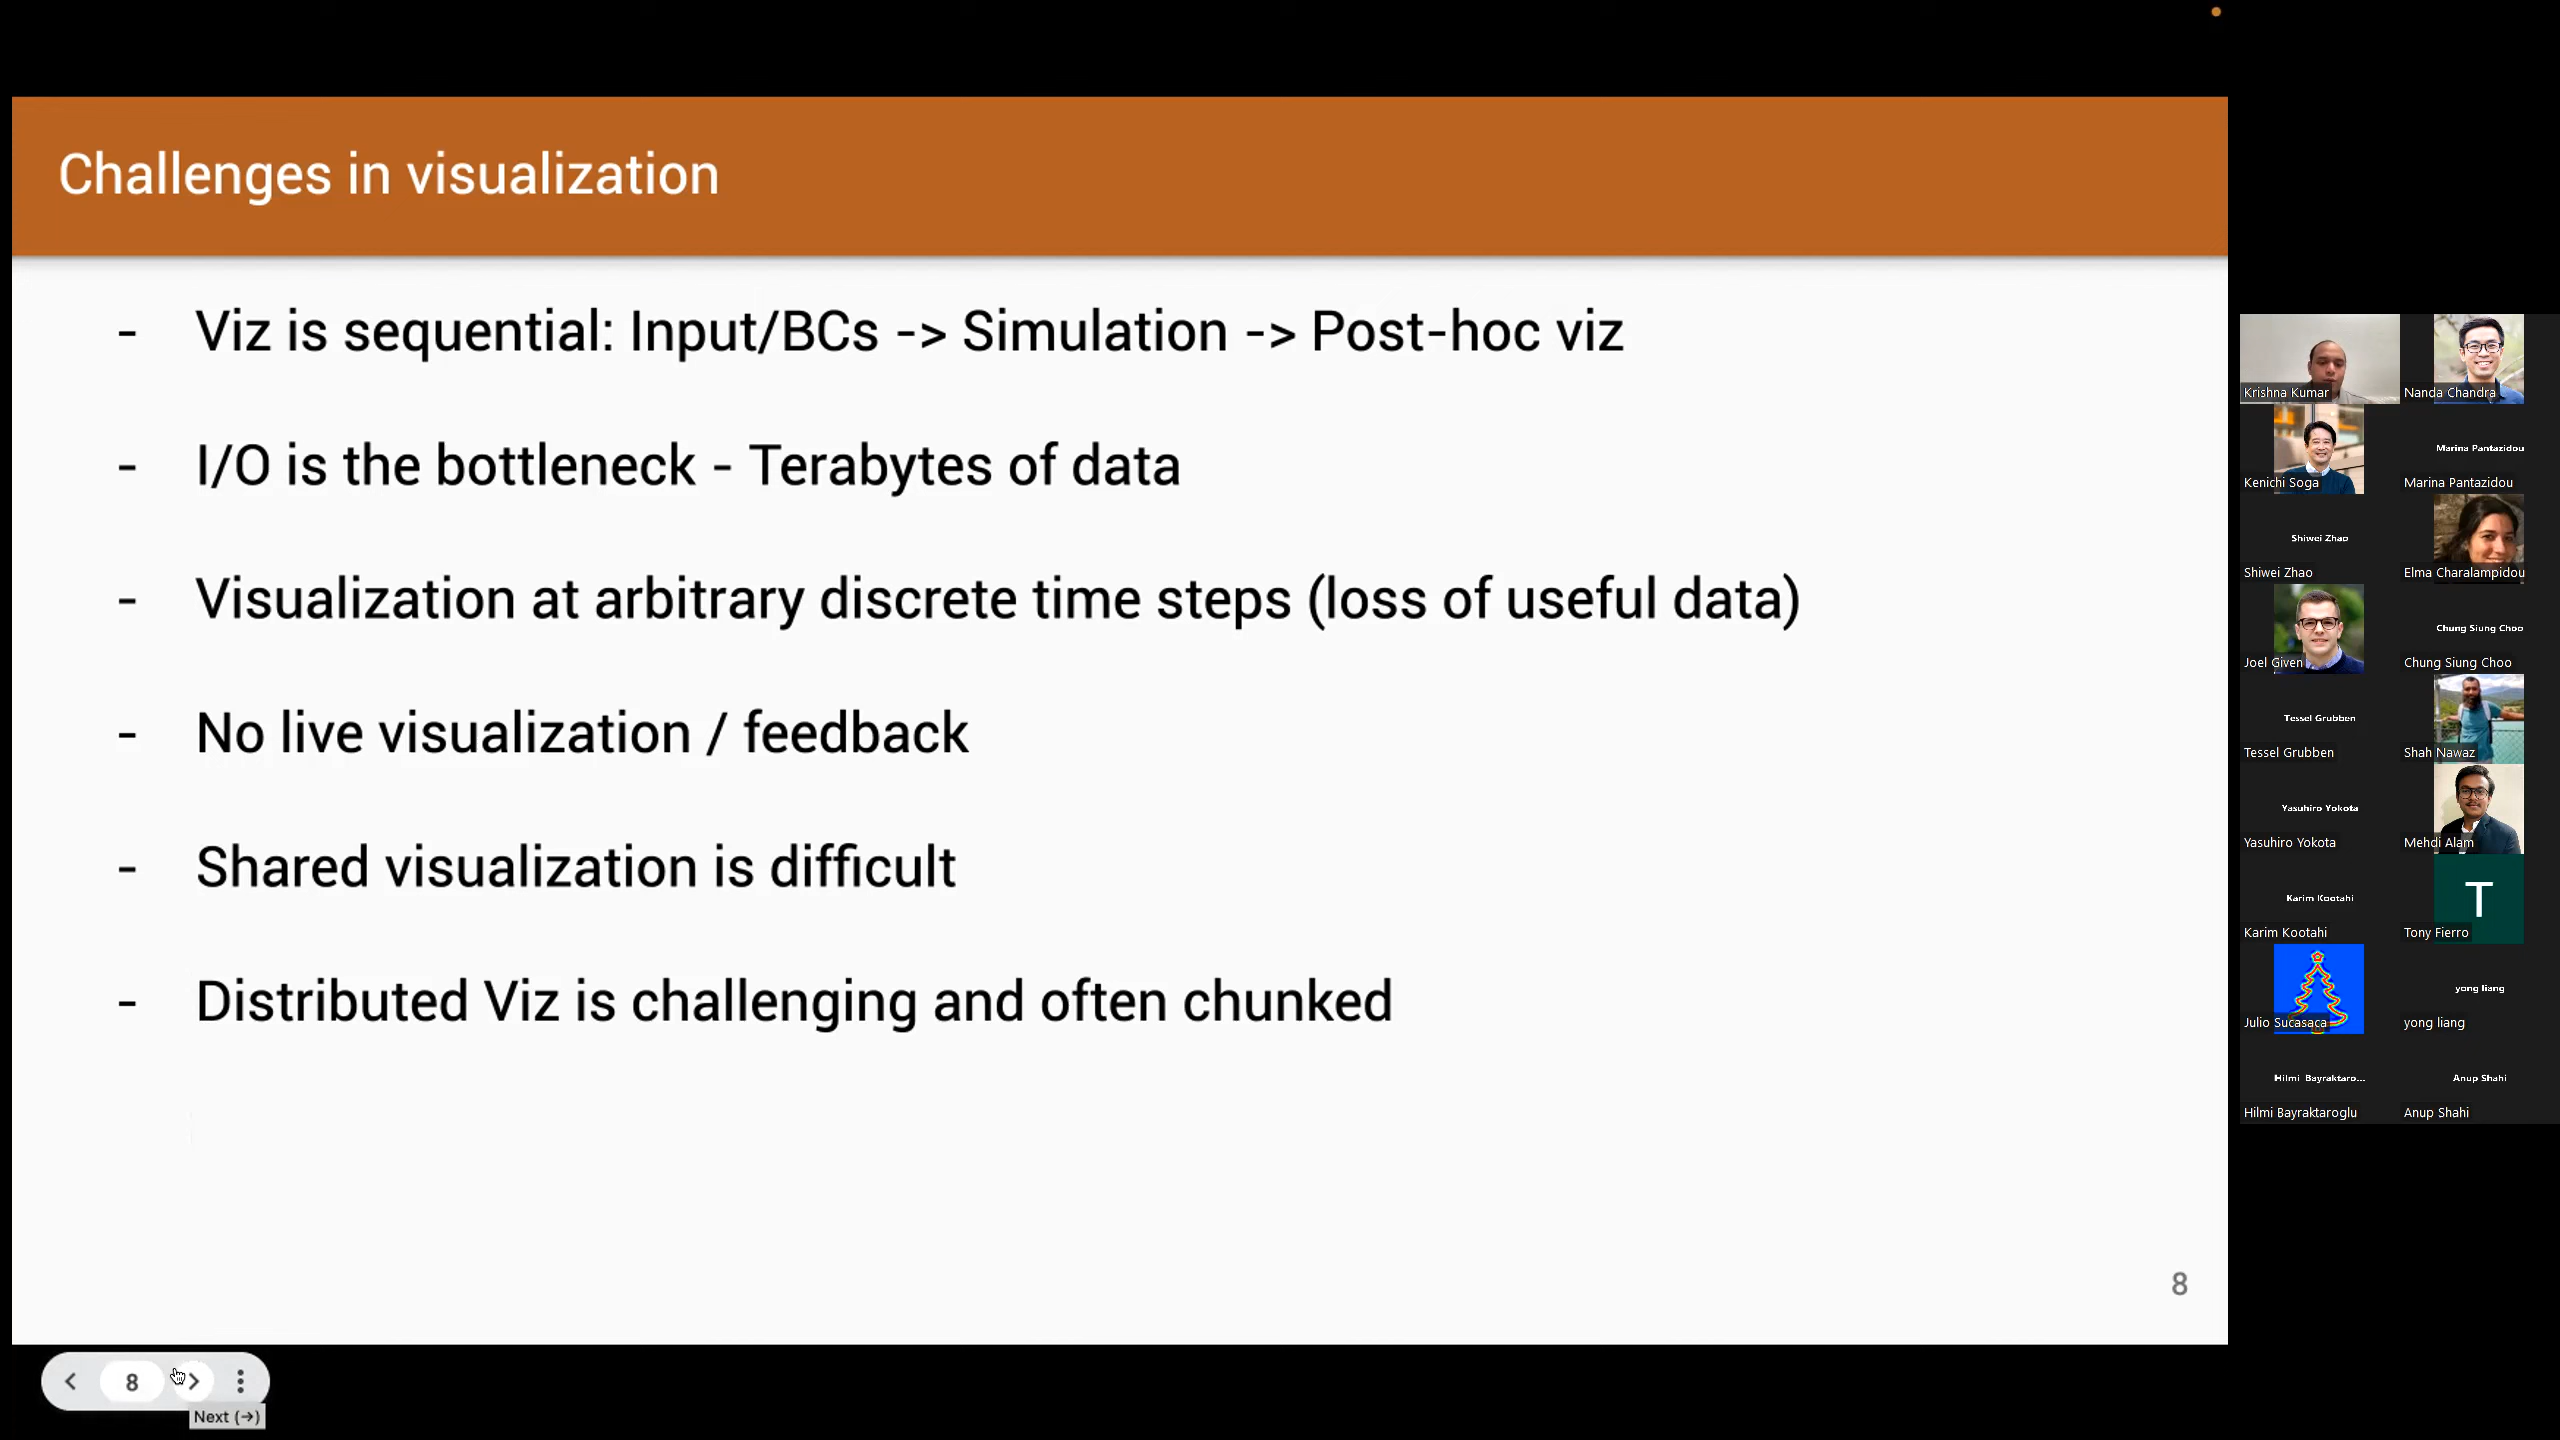 Challenges in visualization
- Viz is sequential: Input/BCs -> Simulation -> Post-hoc viz
- I/O is the bottleneck - Terabytes of data
- Visualization at arbitrary discrete time steps (loss of useful data)
- No live visualization / feedback
- Shared visualization is difficult
- Distributed Viz is challenging and often chunked
8
8
Next (→)
Krishna Kumar
Nanda Chandra
Kenichi Soga
Marina Pantazidou
Marina Pantazidou
Shiwei Zhao
Shiwei Zhao
Elma Charalampidou
Joel Given
Chung Siung Choo
Chung Siung Choo
Tessel Grubben
Tessel Grubben
Shah Nawaz
Yasuhiro Yokota
Yasuhiro Yokota
Mehdi Alam
Karim Kootahi
Karim Kootahi
T
Tony Fierro
Julio Sucasaca
yong liang
yong liang
Hilmi Bayraktaro...
Hilmi Bayraktaroglu
Anup Shahi
Anup Shahi